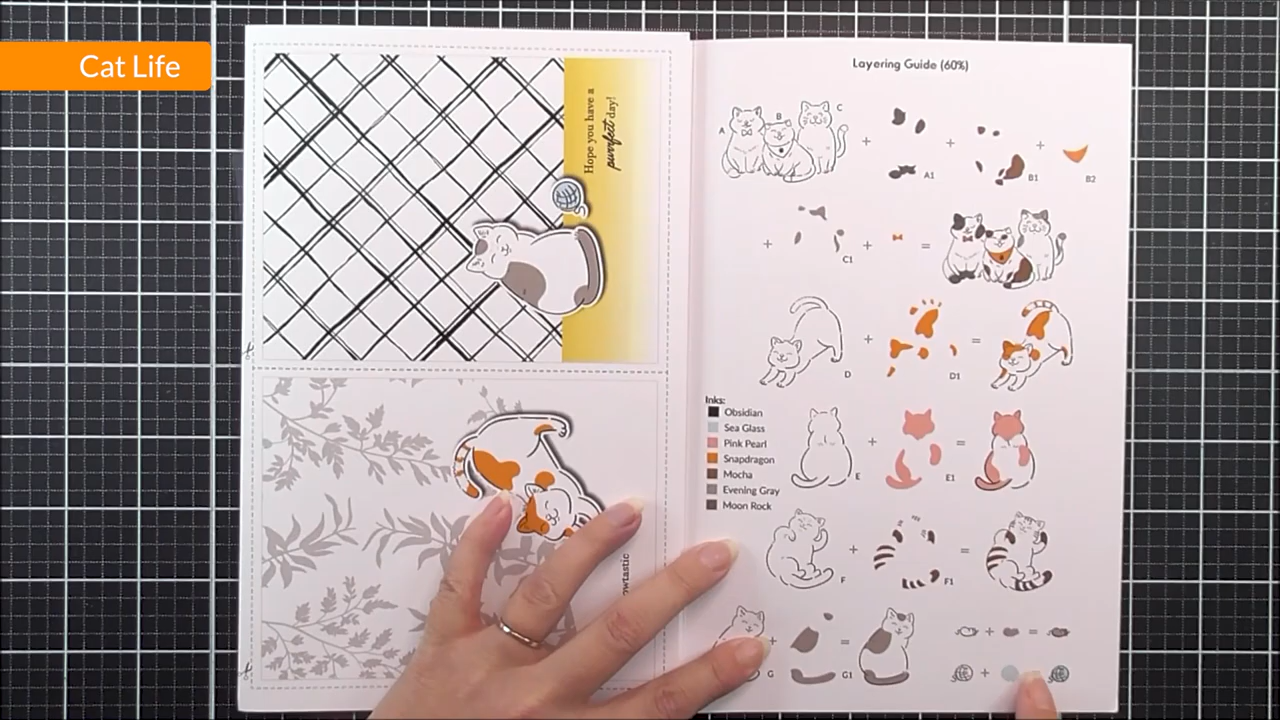 Cat Life
Hope you have a
purrfect day!
Layering Guide (60%)
A
B
C
+
+
+
A1
B1
B2
+
+
=
C1
+
=
D
D1
Inks:
Obsidian
Sea Glass
Pink Pearl
Snapdragon
Mocha
Evening Gray
Moon Rock
+
=
E
E1
+
=
F
F1
+
=
G
G1
+
=
+